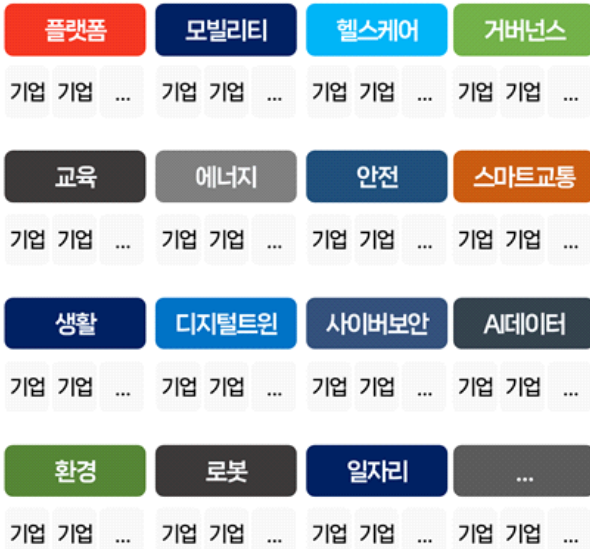 플랫폼 모빌리티 헬스케어 거버넌스
기업 기업 ... 기업 기업 ... 기업 기업 ... 기업 기업 ...
교육 에너지 안전 스마트교통
기업 기업 ... 기업 기업 ... 기업 기업 ... 기업 기업 ...
생활 디지털트윈 사이버보안 AI데이터
기업 기업 ... 기업 기업 ... 기업 기업 ... 기업 기업 ...
환경 로봇 일자리 ...
기업 기업 ... 기업 기업 ... 기업 기업 ... 기업 기업 ...